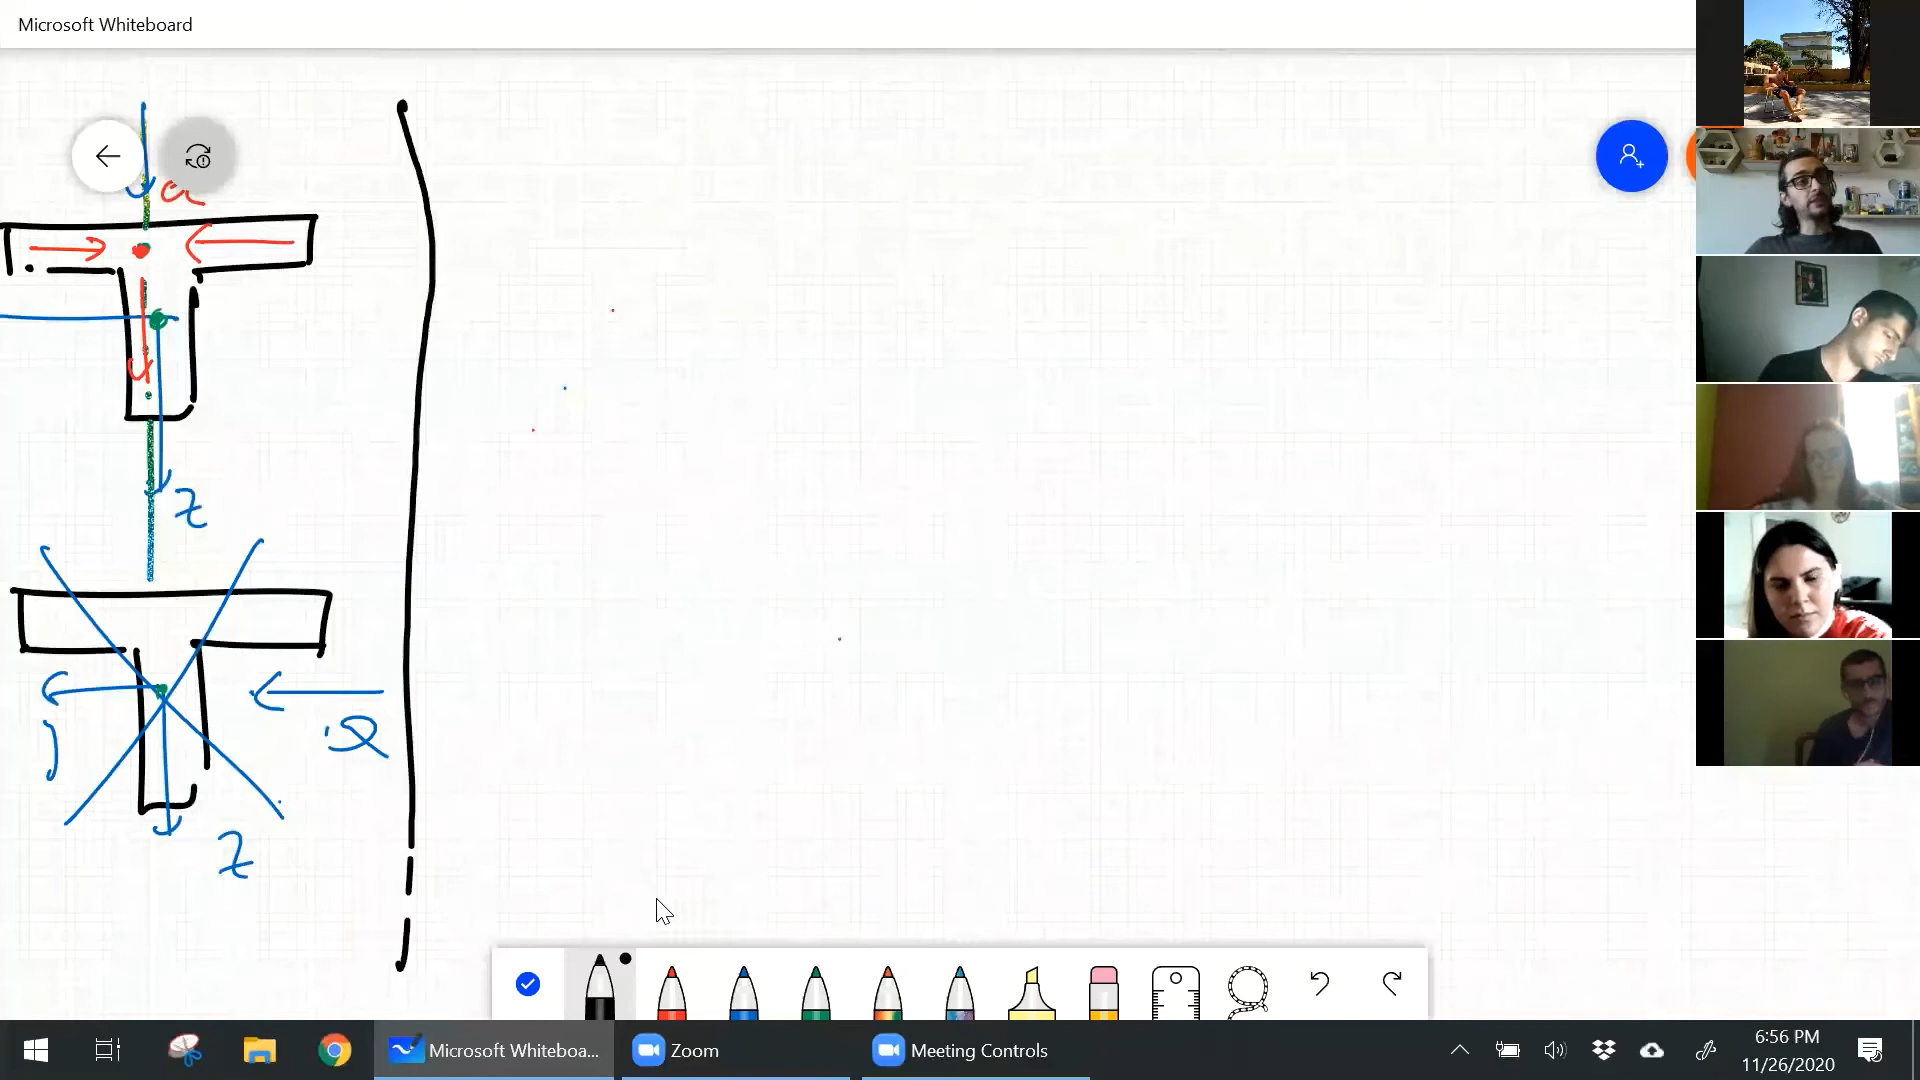 Microsoft Whiteboard
Q
z
y
Q
z
Microsoft Whiteboa...
Zoom
Meeting Controls
6:56 PM
11/26/2020